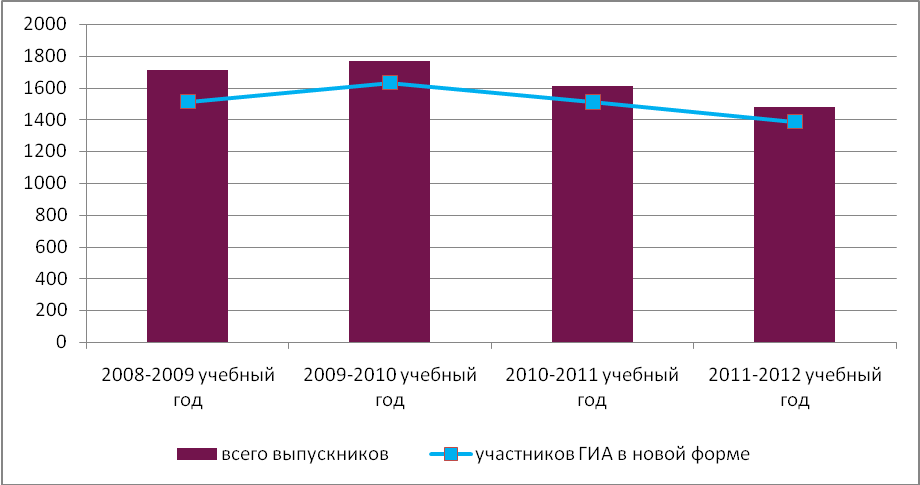 2000
1800
1600
1400
1200
1000
800
600
400
200
0
2008-2009 учебный год
2009-2010 учебный год
2010-2011 учебный год
2011-2012 учебный год
всего выпускников
участников ГИА в новой форме